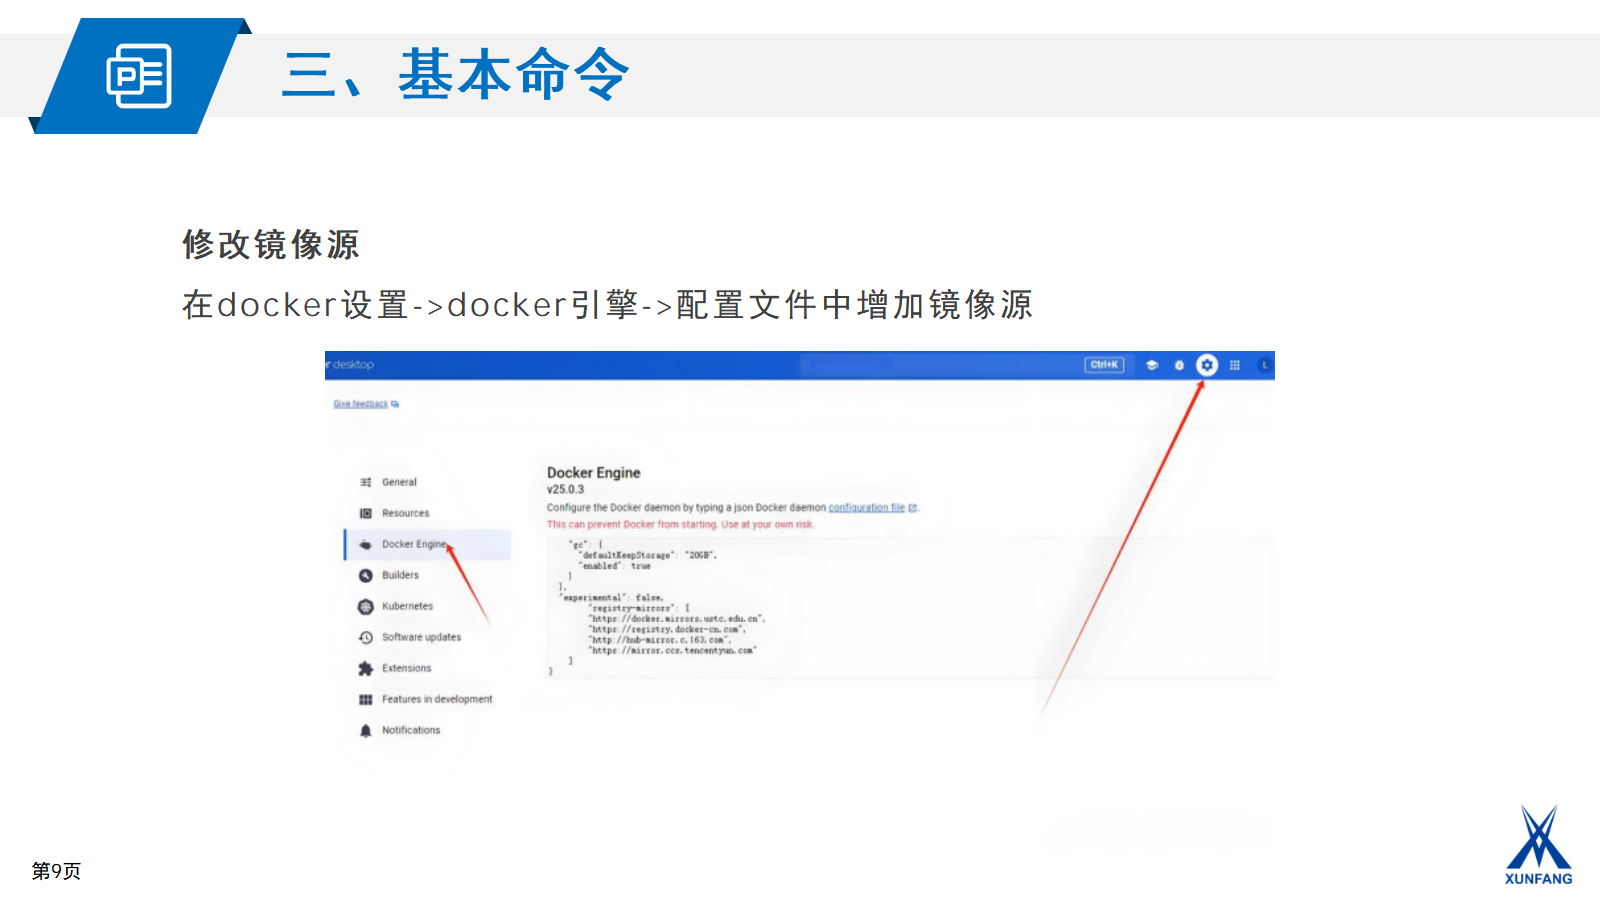 三、基本命令
修改镜像源
在docker设置->docker引擎->配置文件中增加镜像源
r desktop
Ctrl+K
L
Give feedback
General
Resources
Docker Engine
Builders
Kubernetes
Software updates
Extensions
Features in development
Notifications
Docker Engine
v25.0.3
Configure the Docker daemon by typing a json Docker daemon configuration file.
This can prevent Docker from starting. Use at your own risk.
"gc": {
"defaultKeepStorage": "20GB",
"enabled": true
}
},
"experimental": false,
"registry-mirrors": [
"https://docker.mirrors.ustc.edu.cn",
"https://registry.docker-cn.com",
"http://hub-mirror.c.163.com",
"https://mirror.ccs.tencentyun.com"
]
}
第9页
XUNFANG